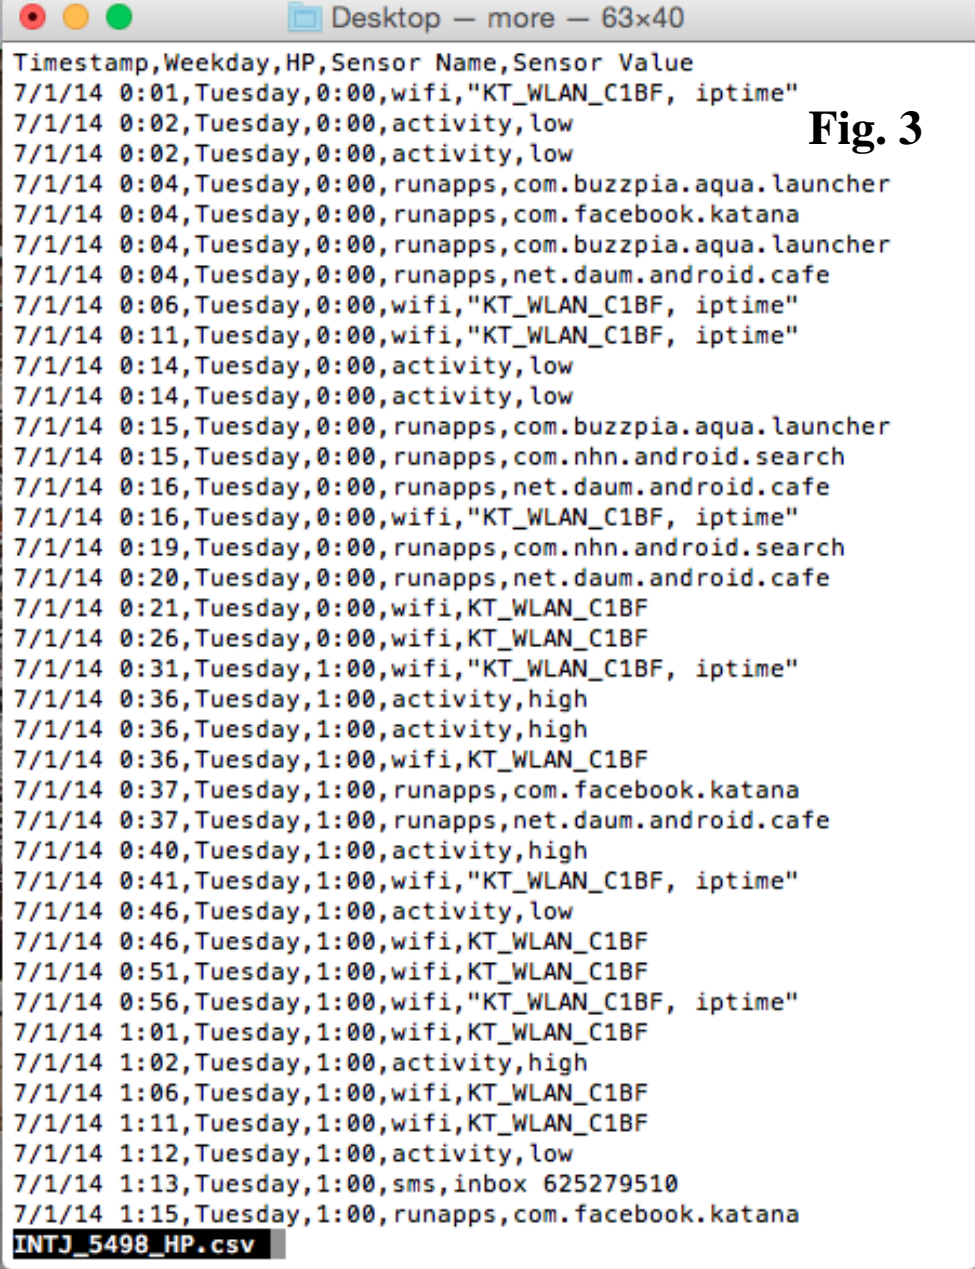 Desktop — more — 63×40
Timestamp,Weekday,HP,Sensor Name,Sensor Value
7/1/14 0:01,Tuesday,0:00,wifi,"KT_WLAN_C1BF, iptime"
Fig. 3
7/1/14 0:02,Tuesday,0:00,activity,low
7/1/14 0:02,Tuesday,0:00,activity,low
7/1/14 0:04,Tuesday,0:00,runapps,com.buzzpia.aqua.launcher
7/1/14 0:04,Tuesday,0:00,runapps,com.facebook.katana
7/1/14 0:04,Tuesday,0:00,runapps,com.buzzpia.aqua.launcher
7/1/14 0:04,Tuesday,0:00,runapps,net.daum.android.cafe
7/1/14 0:06,Tuesday,0:00,wifi,"KT_WLAN_C1BF, iptime"
7/1/14 0:11,Tuesday,0:00,wifi,"KT_WLAN_C1BF, iptime"
7/1/14 0:14,Tuesday,0:00,activity,low
7/1/14 0:14,Tuesday,0:00,activity,low
7/1/14 0:15,Tuesday,0:00,runapps,com.buzzpia.aqua.launcher
7/1/14 0:15,Tuesday,0:00,runapps,com.nhn.android.search
7/1/14 0:16,Tuesday,0:00,runapps,net.daum.android.cafe
7/1/14 0:16,Tuesday,0:00,wifi,"KT_WLAN_C1BF, iptime"
7/1/14 0:19,Tuesday,0:00,runapps,com.nhn.android.search
7/1/14 0:20,Tuesday,0:00,runapps,net.daum.android.cafe
7/1/14 0:21,Tuesday,0:00,wifi,KT_WLAN_C1BF
7/1/14 0:26,Tuesday,0:00,wifi,KT_WLAN_C1BF
7/1/14 0:31,Tuesday,1:00,wifi,"KT_WLAN_C1BF, iptime"
7/1/14 0:36,Tuesday,1:00,activity,high
7/1/14 0:36,Tuesday,1:00,activity,high
7/1/14 0:36,Tuesday,1:00,wifi,KT_WLAN_C1BF
7/1/14 0:37,Tuesday,1:00,runapps,com.facebook.katana
7/1/14 0:37,Tuesday,1:00,runapps,net.daum.android.cafe
7/1/14 0:40,Tuesday,1:00,activity,high
7/1/14 0:41,Tuesday,1:00,wifi,"KT_WLAN_C1BF, iptime"
7/1/14 0:46,Tuesday,1:00,activity,low
7/1/14 0:46,Tuesday,1:00,wifi,KT_WLAN_C1BF
7/1/14 0:51,Tuesday,1:00,wifi,KT_WLAN_C1BF
7/1/14 0:56,Tuesday,1:00,wifi,"KT_WLAN_C1BF, iptime"
7/1/14 1:01,Tuesday,1:00,wifi,KT_WLAN_C1BF
7/1/14 1:02,Tuesday,1:00,activity,high
7/1/14 1:06,Tuesday,1:00,wifi,KT_WLAN_C1BF
7/1/14 1:11,Tuesday,1:00,wifi,KT_WLAN_C1BF
7/1/14 1:12,Tuesday,1:00,activity,low
7/1/14 1:13,Tuesday,1:00,sms,inbox 625279510
7/1/14 1:15,Tuesday,1:00,runapps,com.facebook.katana
INTJ_5498_HP.csv